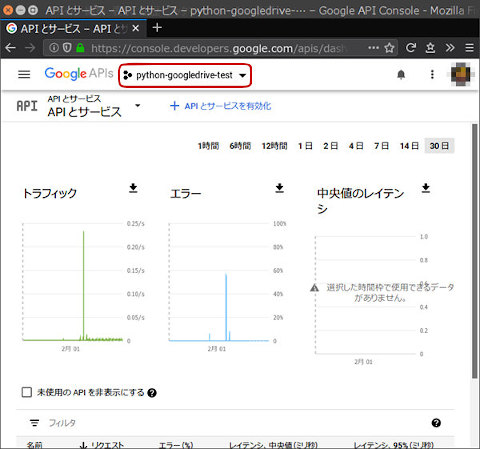 API とサービス – API とサー… – python-googledrive-… – Google API Console - Mozilla Fi
API とサービス – API とサ
https://console.developers.google.com/apis/dash
Google APIs
python-googledrive-test
API
API とサービス
API とサービス
API とサービスを有効化
1時間 6時間 12時間 1 日 2 日 4 日 7 日 14 日 30 日
トラフィック
0.25/s
0.20/s
0.15/s
0.10/s
0.05/s
0
2月 01
エラー
100%
80%
60%
40%
20%
0
2月 01
中央値のレイテンシ
1.0
0.8
0.6
0.4
0.2
0
選択した時間枠で使用できるデータ
がありません。
2月 01
未使用の API を非表示にする
フィルタ
名前 リクエスト エラー (%) レイテンシ、中央値 (ミリ秒) レイテンシ、95% (ミリ秒)